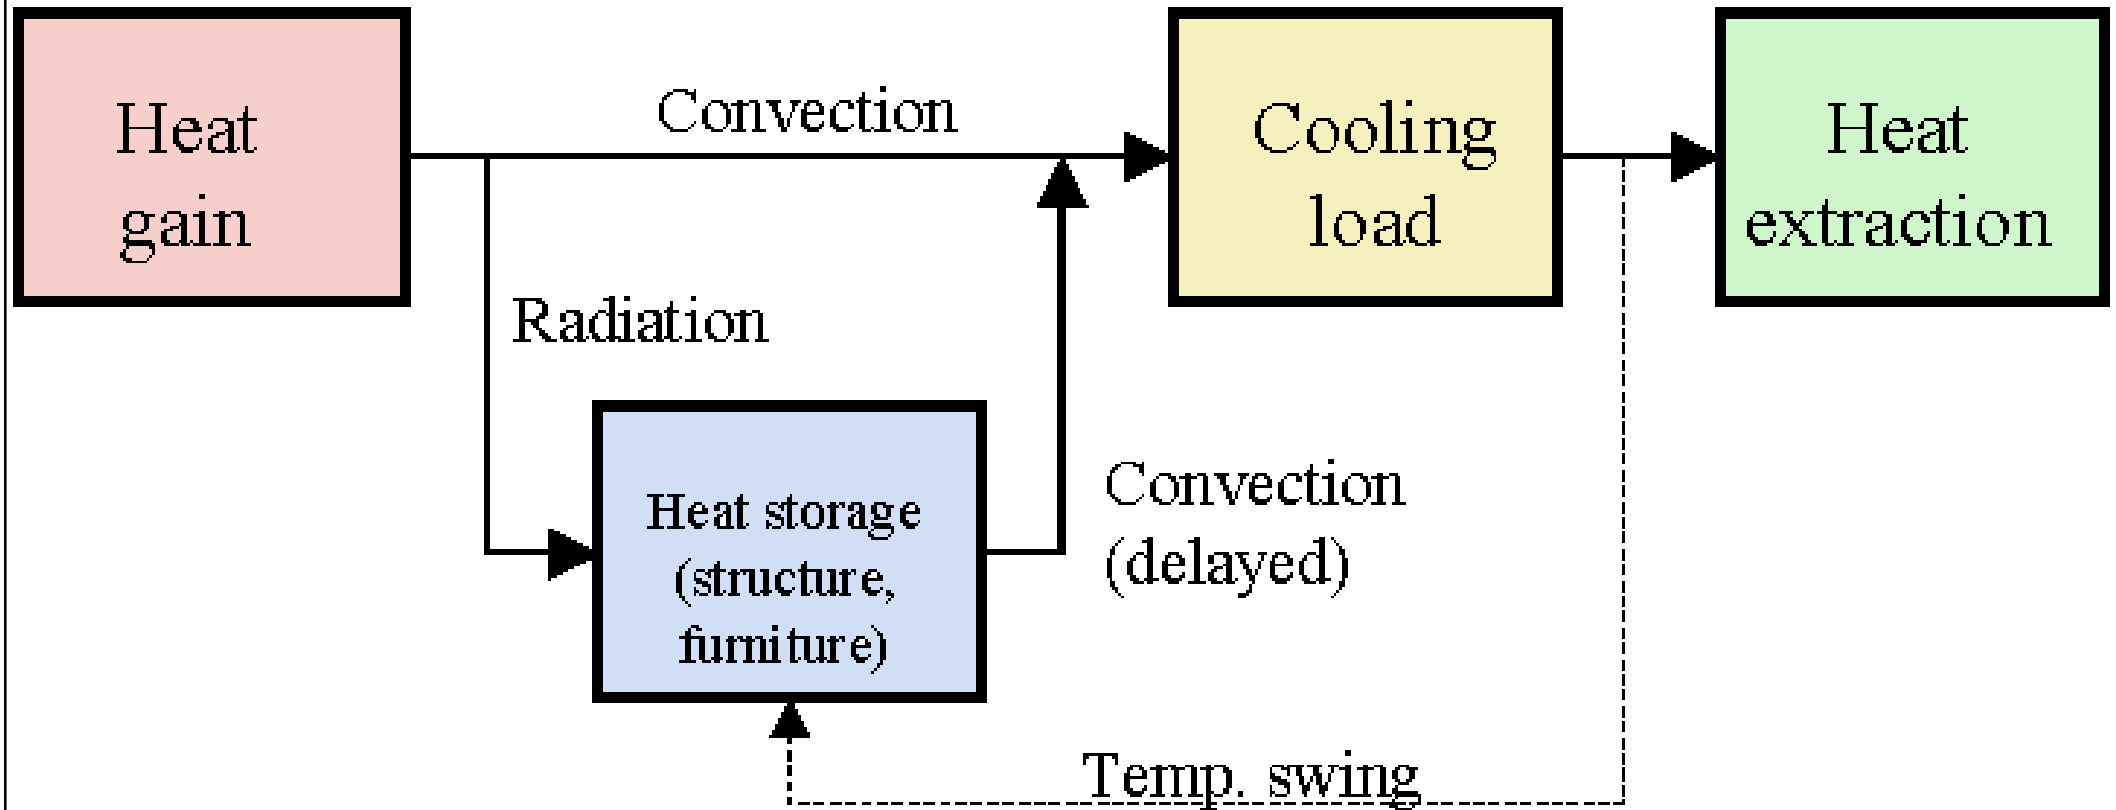 Heat
gain
Convection
Cooling
load
Heat
extraction
Radiation
Heat storage
(structure,
furniture)
Convection
(delayed)
Temp. swing